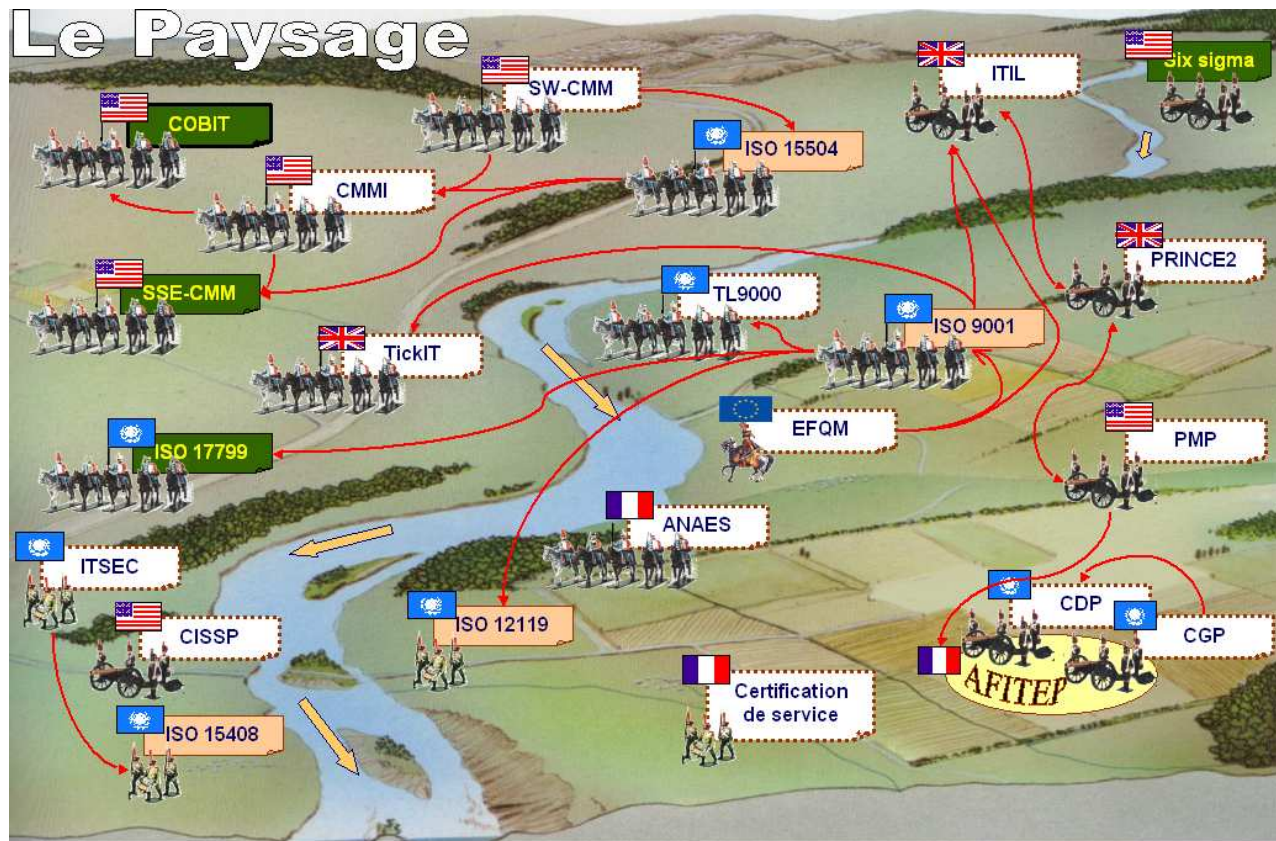 Le Paysage
SW-CMM
ITIL
Six sigma
COBIT
ISO 15504
CMMI
PRINCE2
SSE-CMM
TL9000
ISO 9001
TickIT
EFQM
PMP
ISO 17799
ANAES
ITSEC
CDP
CISSP
ISO 12119
CGP
AFITEP
Certification
de service
ISO 15408